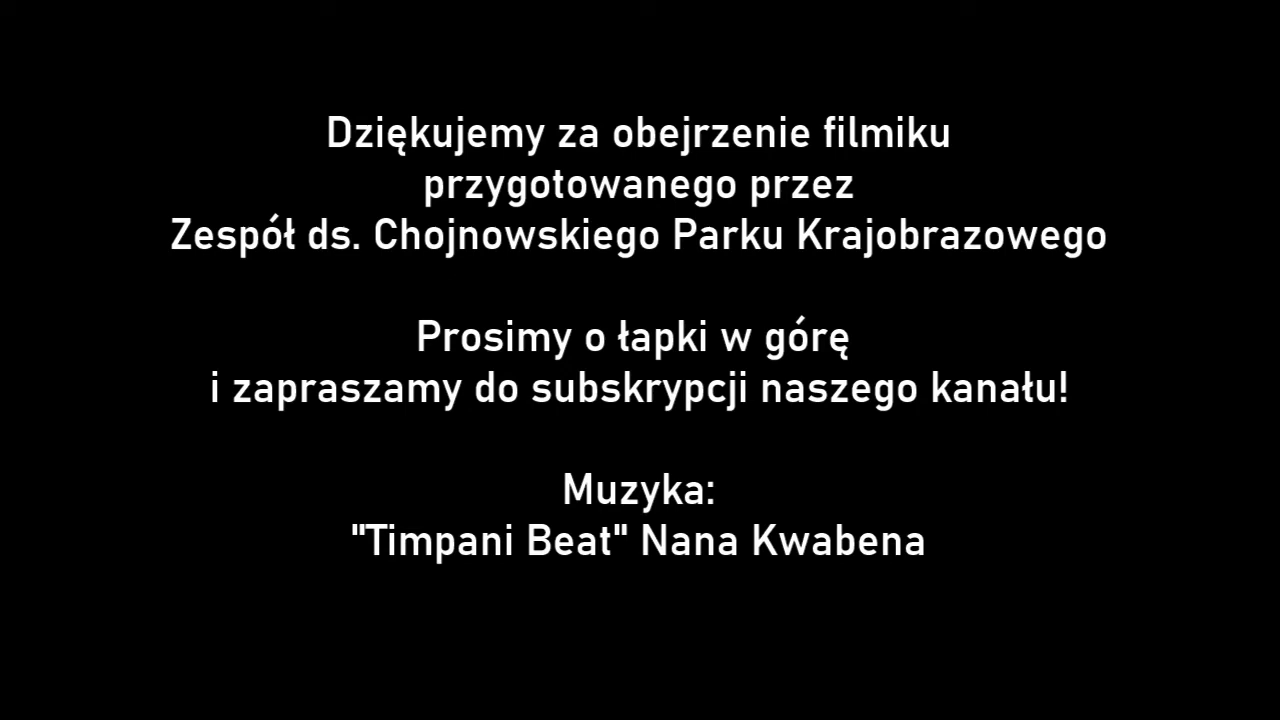 Dziękujemy za obejrzenie filmiku
przygotowanego przez
Zespół ds. Chojnowskiego Parku Krajobrazowego
Prosimy o łapki w górę
i zapraszamy do subskrypcji naszego kanału!
Muzyka:
"Timpani Beat" Nana Kwabena